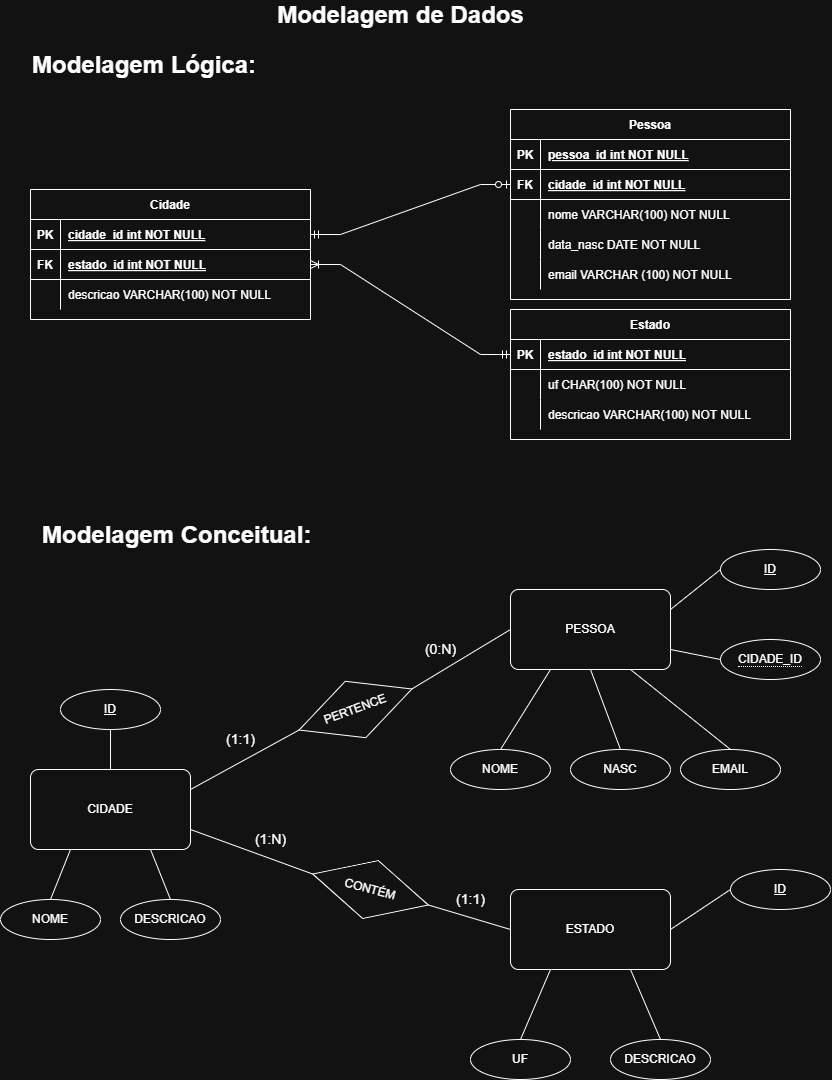 Modelagem de Dados
Modelagem Lógica:
Pessoa
PK pessoa_id int NOT NULL
FK cidade_id int NOT NULL
nome VARCHAR(100) NOT NULL
data_nasc DATE NOT NULL
email VARCHAR (100) NOT NULL
Cidade
PK cidade_id int NOT NULL
FK estado_id int NOT NULL
descricao VARCHAR(100) NOT NULL
Estado
PK estado_id int NOT NULL
uf CHAR(100) NOT NULL
descricao VARCHAR(100) NOT NULL
Modelagem Conceitual:
ID
PESSOA
CIDADE_ID
(0:N)
PERTENCE
(1:1)
NOME
NASC
EMAIL
ID
CIDADE
NOME
DESCRICAO
(1:N)
CONTÉM
(1:1)
ID
ESTADO
UF
DESCRICAO